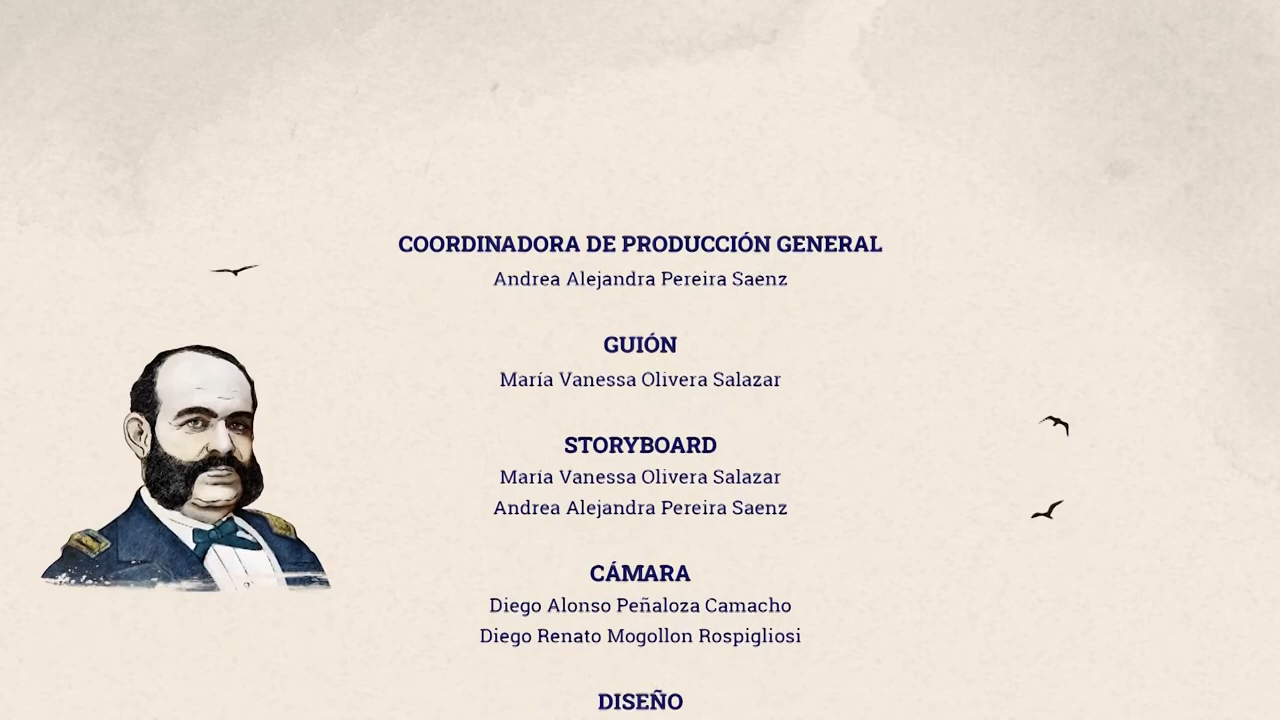 COORDINADORA DE PRODUCCIÓN GENERAL
Andrea Alejandra Pereira Saenz
GUIÓN
María Vanessa Olivera Salazar
STORYBOARD
María Vanessa Olivera Salazar
Andrea Alejandra Pereira Saenz
CÁMARA
Diego Alonso Peñaloza Camacho
Diego Renato Mogollon Rospigliosi
DISEÑO